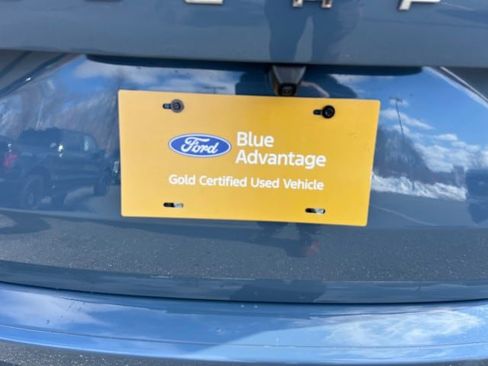 Ford
Blue
Advantage
Gold Certified Used Vehicle